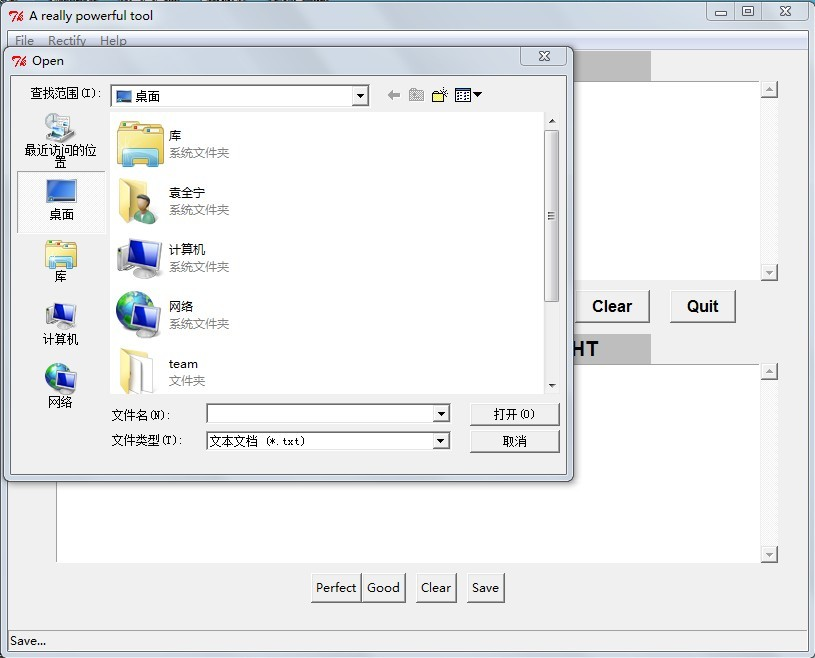 A really powerful tool
File Rectify Help
Open
查找范围(I):
桌面
最近访问的位
置
桌面
库
计算机
网络
库
系统文件夹
袁全宁
系统文件夹
计算机
系统文件夹
网络
系统文件夹
team
文件夹
文件名(N):
打开(O)
文件类型(T):
文本文档 (*.txt)
取消
Clear
Quit
HT
Perfect
Good
Clear
Save
Save...